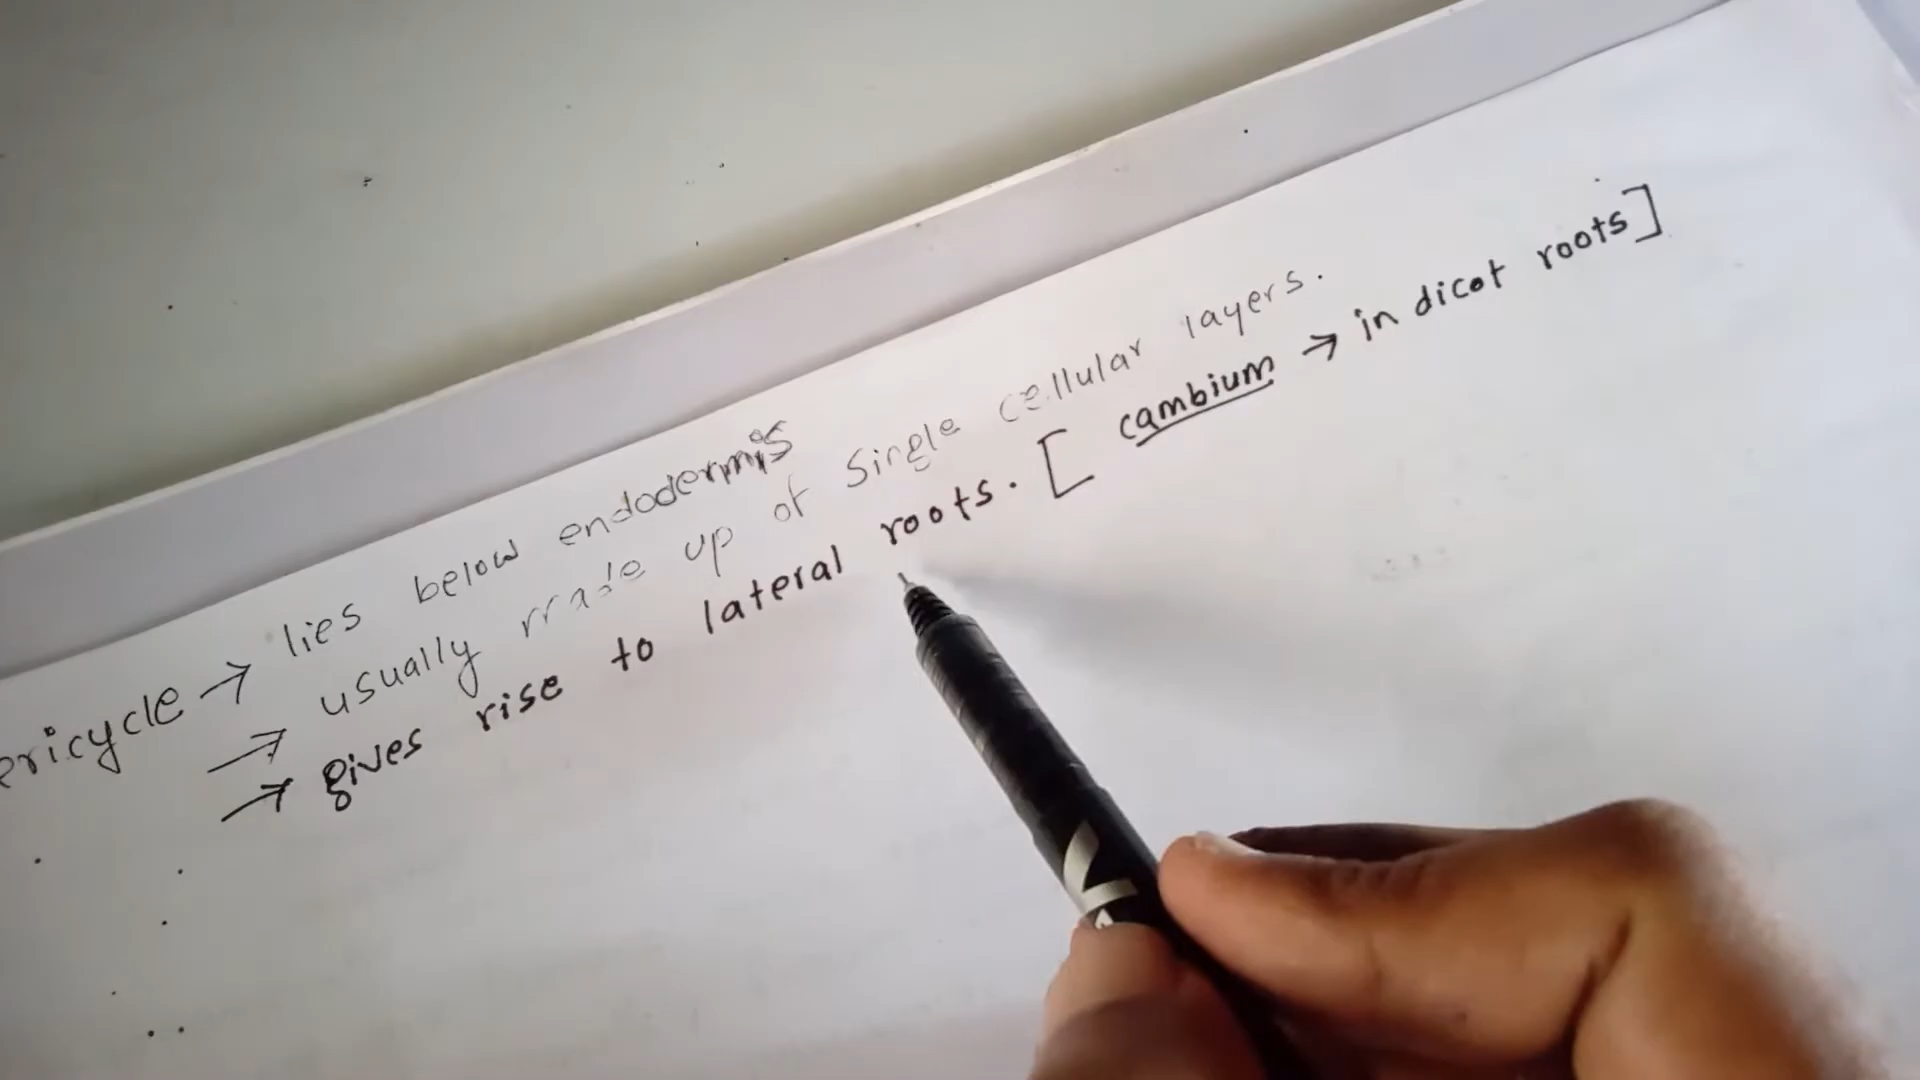 ericycle → lies below endodermis
→ usually made up of Single cellular layers.
→ gives rise to lateral roots. [ cambium → in dicot roots]